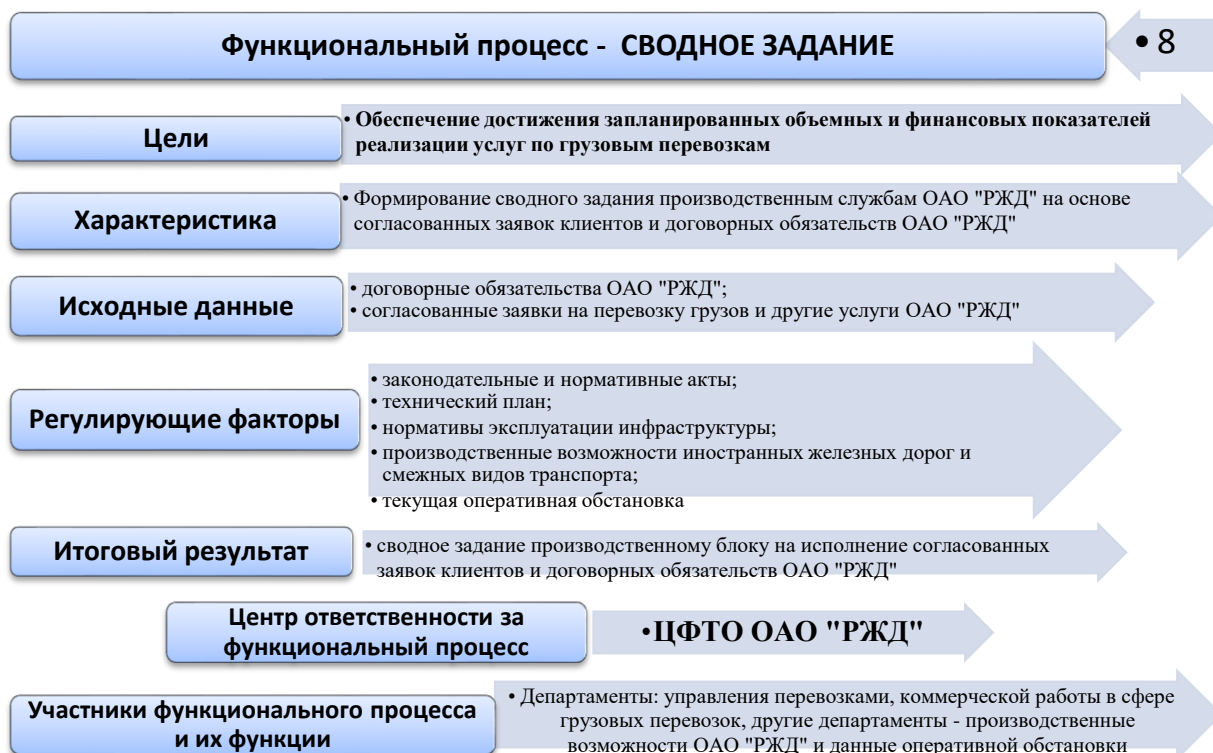 Функциональный процесс - СВОДНОЕ ЗАДАНИЕ
• 8
Цели
• Обеспечение достижения запланированных объемных и финансовых показателей
реализации услуг по грузовым перевозкам
Характеристика
• Формирование сводного задания производственным службам ОАО "РЖД" на основе
согласованных заявок клиентов и договорных обязательств ОАО "РЖД"
Исходные данные
• договорные обязательства ОАО "РЖД";
• согласованные заявки на перевозку грузов и другие услуги ОАО "РЖД"
Регулирующие факторы
• законодательные и нормативные акты;
• технический план;
• нормативы эксплуатации инфраструктуры;
• производственные возможности иностранных железных дорог и
смежных видов транспорта;
• текущая оперативная обстановка
Итоговый результат
• сводное задание производственному блоку на исполнение согласованных
заявок клиентов и договорных обязательств ОАО "РЖД"
Центр ответственности за
функциональный процесс
•ЦФТО ОАО "РЖД"
Участники функционального процесса
и их функции
• Департаменты: управления перевозками, коммерческой работы в сфере
грузовых перевозок, другие департаменты - производственные
возможности ОАО "РЖД" и данные оперативной обстановки